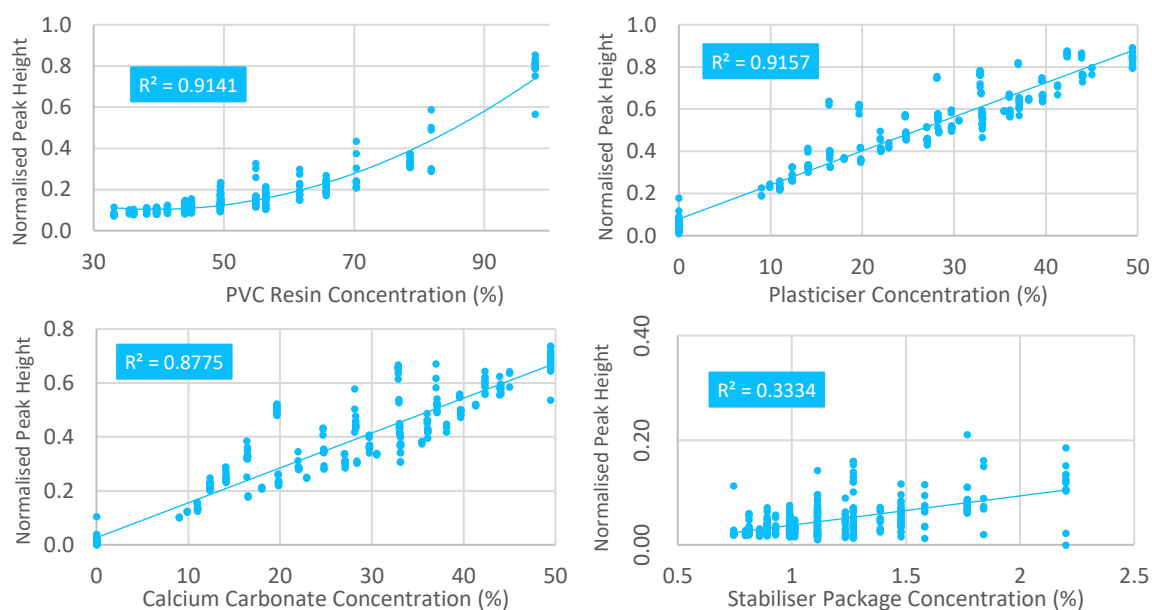 Normalised Peak Height
1.0
0.8
0.6
0.4
0.2
0.0
R² = 0.9141
30 50 70 90
PVC Resin Concentration (%)
Normalised Peak Height
1.0
0.8
0.6
0.4
0.2
0.0
R² = 0.9157
0 10 20 30 40 50
Plasticiser Concentration (%)
Normalised Peak Height
0.8
0.6
0.4
0.2
0.0
R² = 0.8775
0 10 20 30 40 50
Calcium Carbonate Concentration (%)
Normalised Peak Height
0.40
0.20
0.00
R² = 0.3334
0.5 1 1.5 2 2.5
Stabiliser Package Concentration (%)